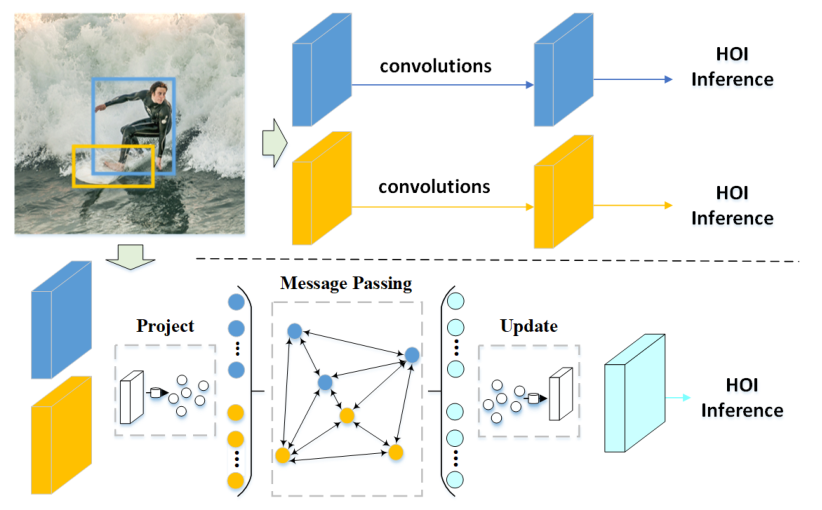 convolutions
HOI
Inference
convolutions
HOI
Inference
Message Passing
Project
Update
HOI
Inference